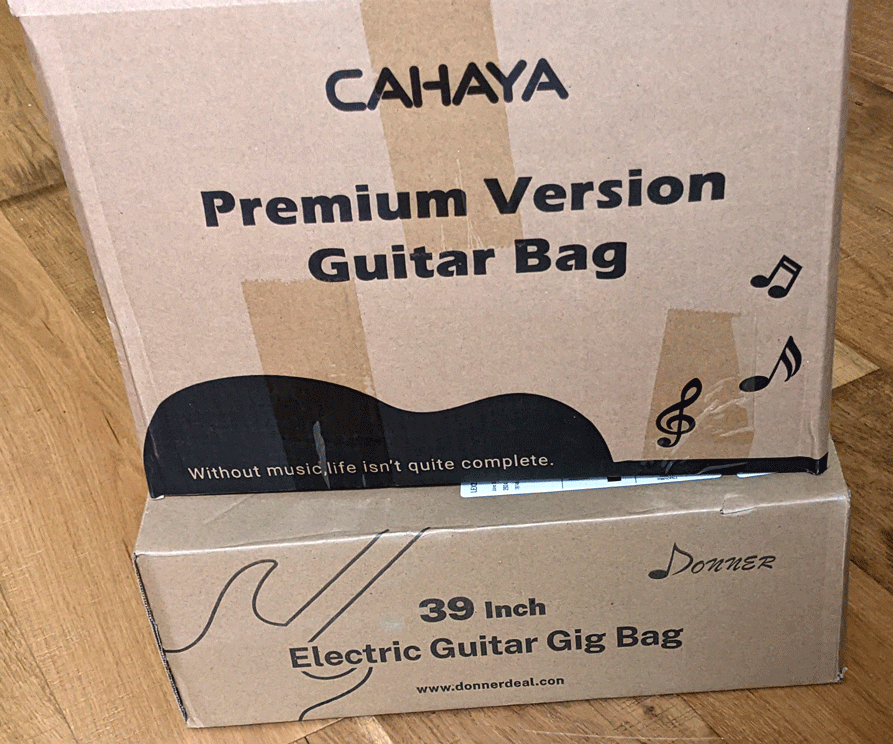 CAHAYA
Premium Version
Guitar Bag
Without music,life isn't quite complete.
DONNER
39 Inch
Electric Guitar Gig Bag
www.donnerdeal.con